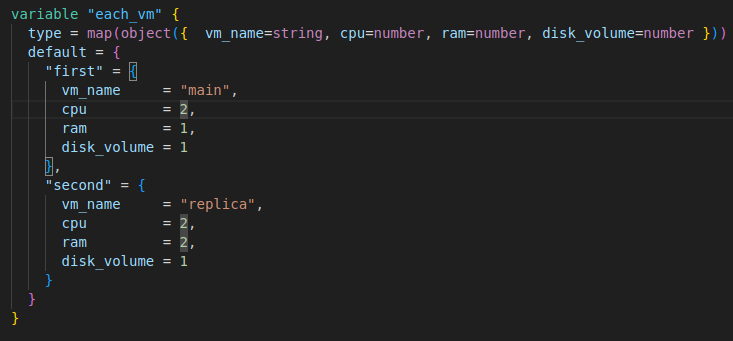 variable "each_vm" {
  type = map(object({  vm_name=string, cpu=number, ram=number, disk_volume=number }))
  default = {
    "first" = {
      vm_name     = "main",
      cpu         = 2,
      ram         = 1,
      disk_volume = 1
    },
    "second" = {
      vm_name     = "replica",
      cpu         = 2,
      ram         = 2,
      disk_volume = 1
    }
  }
}